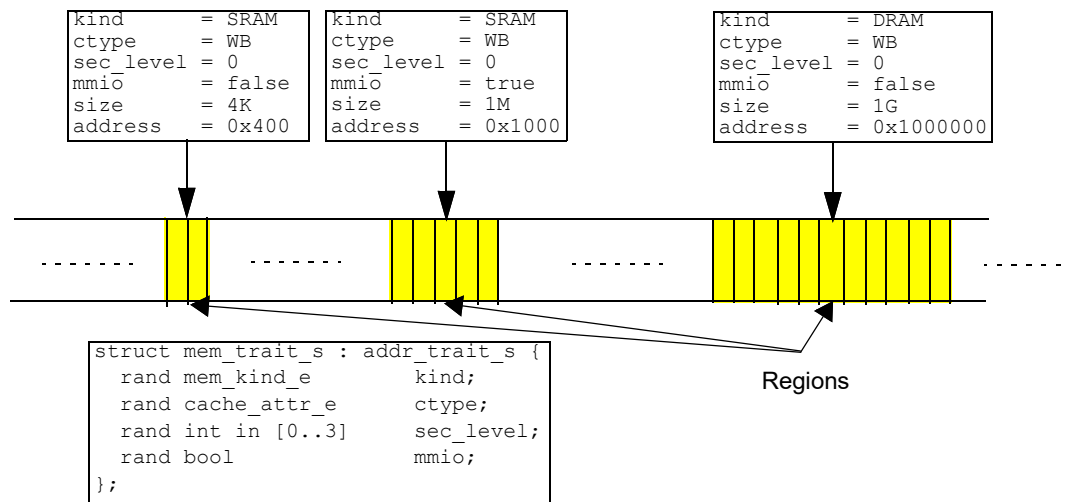 kind       = SRAM
ctype      = WB
sec_level = 0
mmio       = false
size       = 4K
address    = 0x400
kind       = SRAM
ctype      = WB
sec_level = 0
mmio       = true
size       = 1M
address    = 0x1000
kind       = DRAM
ctype      = WB
sec_level = 0
mmio       = false
size       = 1G
address    = 0x1000000
struct mem_trait_s : addr_trait_s {
  rand mem_kind_e        kind;
  rand cache_attr_e      ctype;
  rand int in [0..3]     sec_level;
  rand bool              mmio;
};
Regions